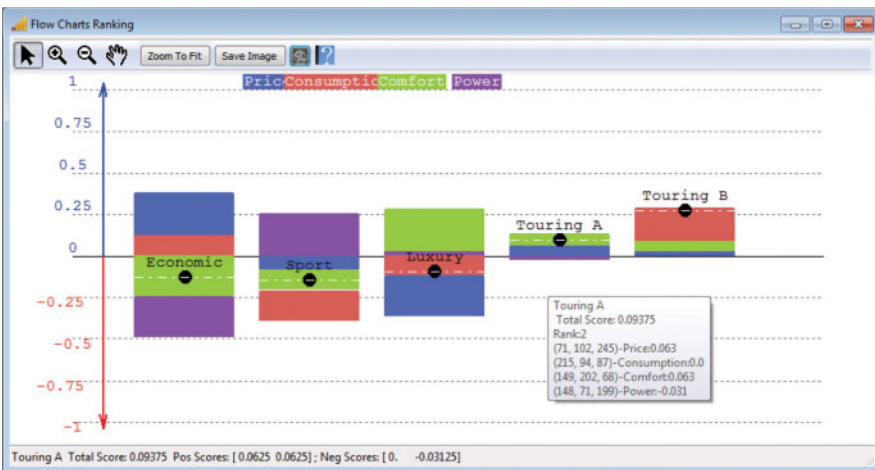 Flow Charts Ranking
Zoom To Fit Save Image
Pric Consumptic Comfort Power
1
0.75
0.5
0.25
0
-0.25
-0.5
-0.75
-1
Economic
Sport
Luxury
Touring A
Touring B
Touring A
Total Score: 0.09375
Rank:2
(71, 102, 245)-Price:0.063
(215, 94, 87)-Consumption:0.0
(149, 202, 68)-Comfort:0.063
(148, 71, 199)-Power:-0.031
Touring A Total Score: 0.09375 Pos Scores: [ 0.0625 0.0625] ; Neg Scores: [ 0. -0.03125]